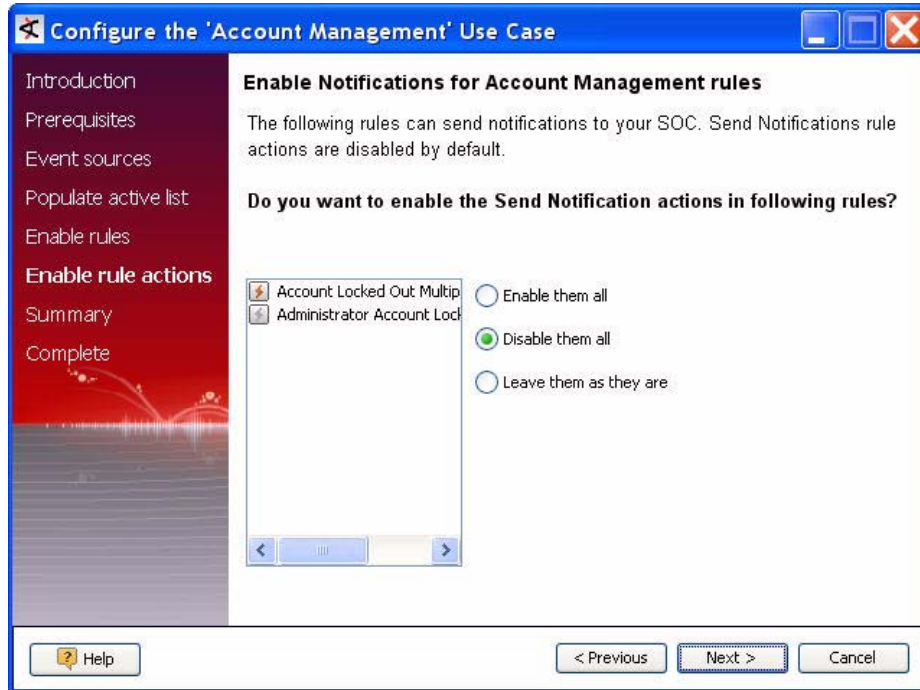 Configure the 'Account Management' Use Case
Introduction
Prerequisites
Event sources
Populate active list
Enable rules
Enable rule actions
Summary
Complete
Enable Notifications for Account Management rules
The following rules can send notifications to your SOC. Send Notifications rule
actions are disabled by default.
Do you want to enable the Send Notification actions in following rules?
Account Locked Out Multip
Administrator Account Lock
Enable them all
Disable them all
Leave them as they are
Help
< Previous
Next >
Cancel